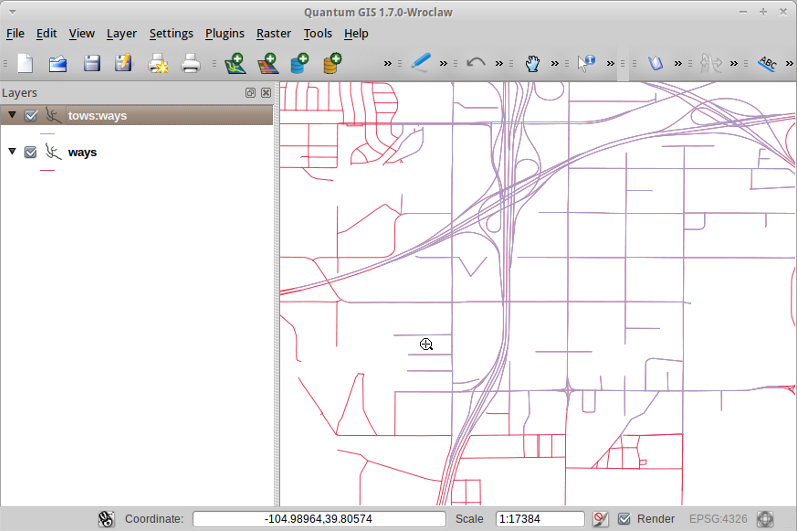 Quantum GIS 1.7.0-Wroclaw
File Edit View Layer Settings Plugins Raster Tools Help
» » » » » » » ABC »
Layers
tows:ways
ways
Coordinate: -104.98964,39.80574 Scale 1:17384 Render EPSG:4326